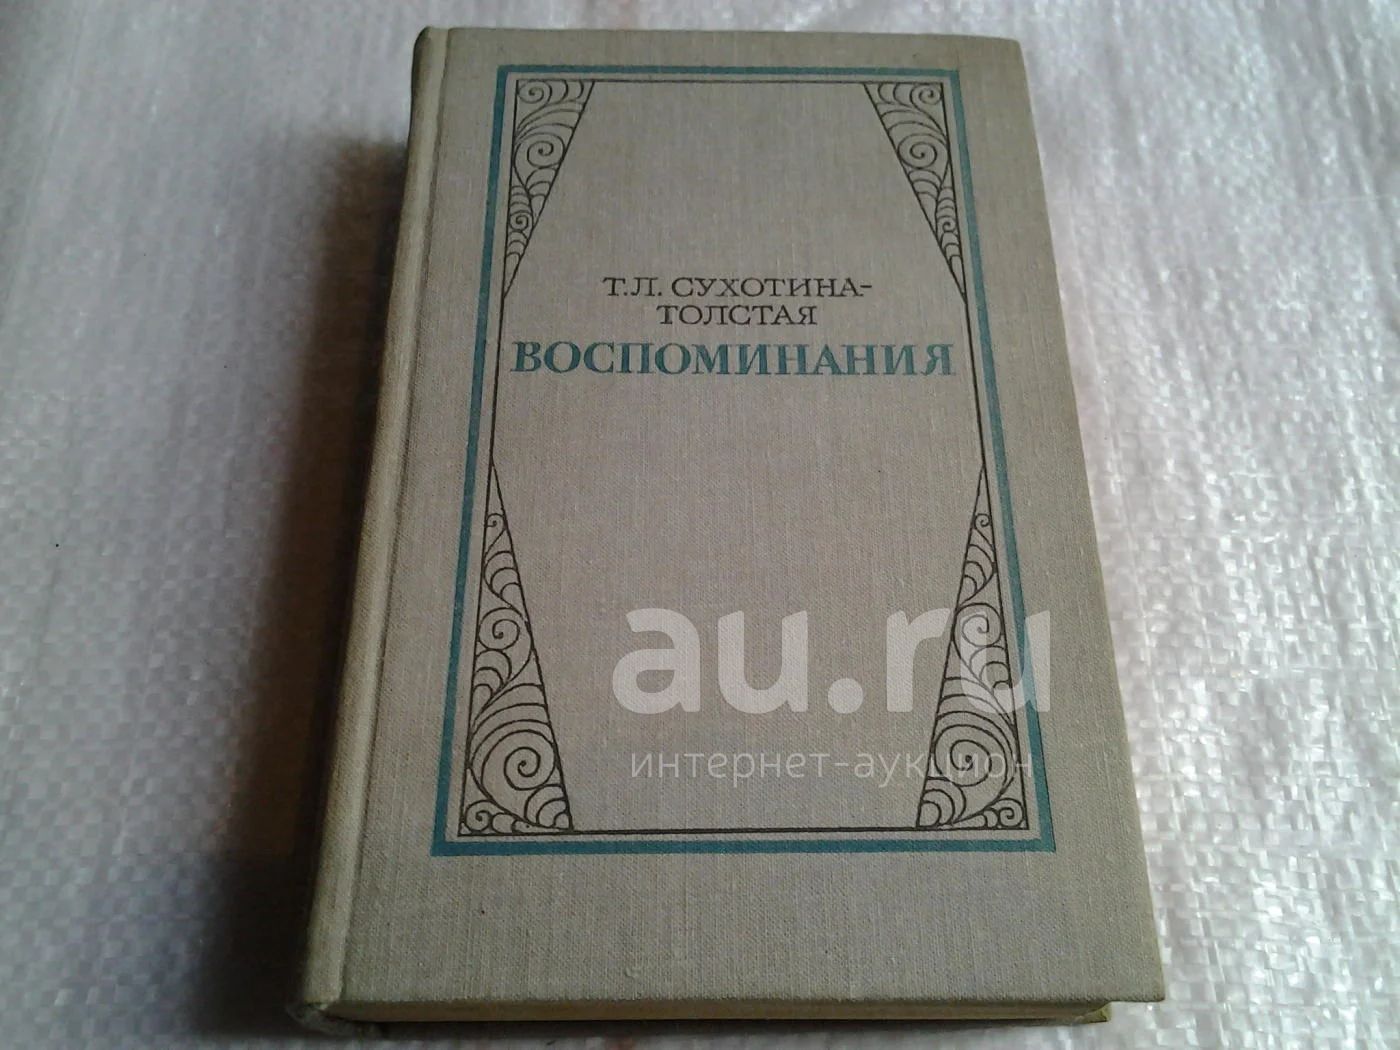 Т.Л. СУХОТИНА-
ТОЛСТАЯ
ВОСПОМИНАНИЯ
au.ru
интернет-аукцион